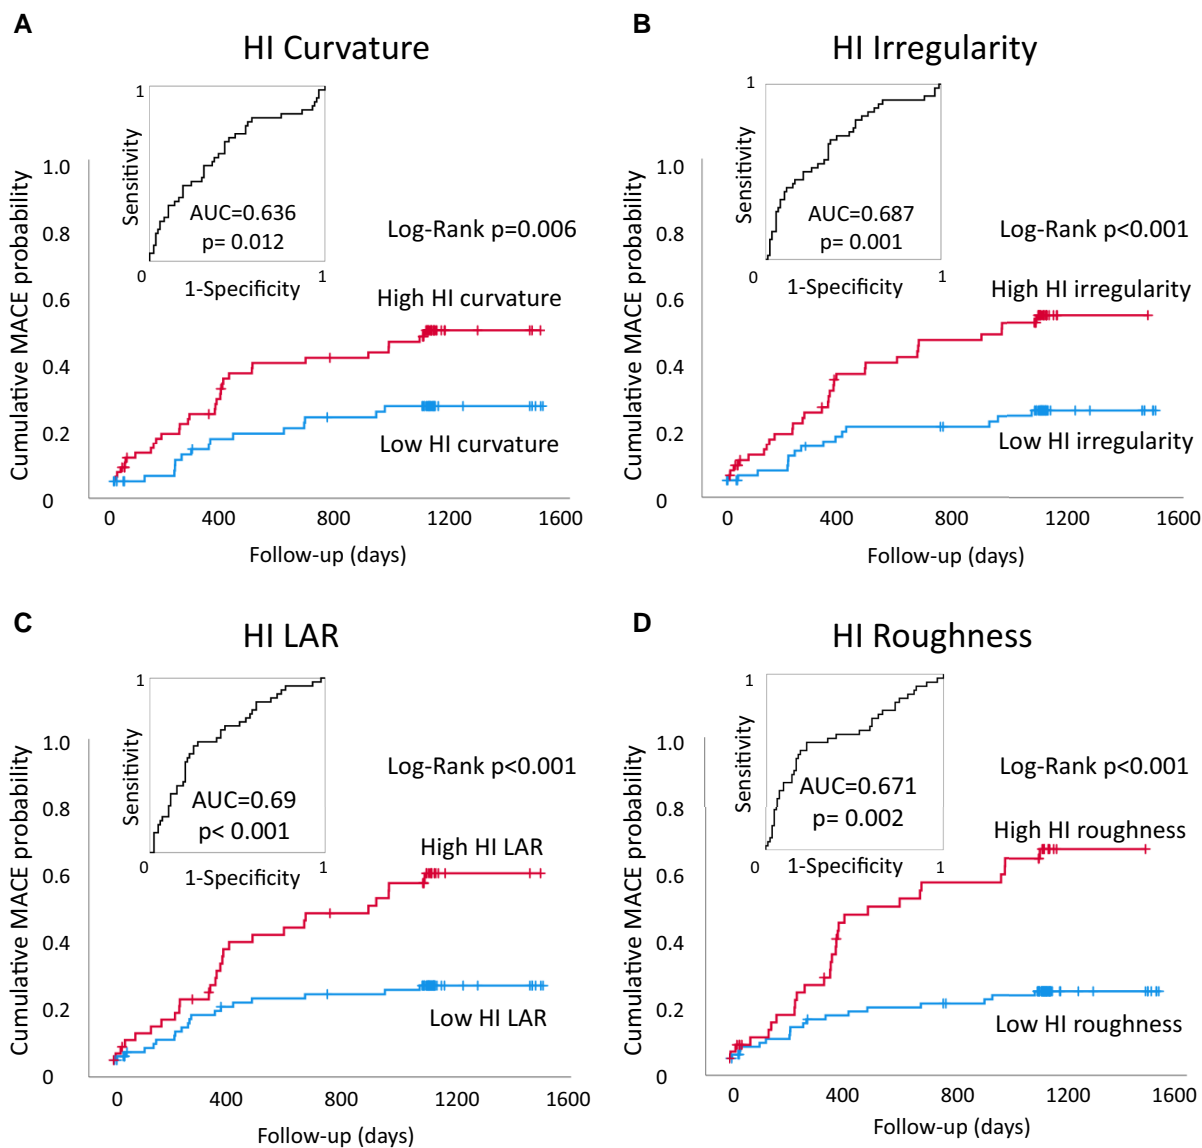 A
HI Curvature
1
Sensitivity
AUC=0.636
p= 0.012
0
1
1-Specificity
Cumulative MACE probability
1.0
0.8
0.6
0.4
0.2
0
Log-Rank p=0.006
High HI curvature
Low HI curvature
0
400
800
1200
1600
Follow-up (days)
B
HI Irregularity
1
Sensitivity
AUC=0.687
p= 0.001
0
1
1-Specificity
Cumulative MACE probability
1.0
0.8
0.6
0.4
0.2
0
Log-Rank p<0.001
High HI irregularity
Low HI irregularity
0
400
800
1200
1600
Follow-up (days)
C
HI LAR
1
Sensitivity
AUC=0.69
p< 0.001
0
1
1-Specificity
Cumulative MACE probability
1.0
0.8
0.6
0.4
0.2
0
Log-Rank p<0.001
High HI LAR
Low HI LAR
0
400
800
1200
1600
Follow-up (days)
D
HI Roughness
1
Sensitivity
AUC=0.671
p= 0.002
0
1
1-Specificity
Cumulative MACE probability
1.0
0.8
0.6
0.4
0.2
0
Log-Rank p<0.001
High HI roughness
Low HI roughness
0
400
800
1200
1600
Follow-up (days)